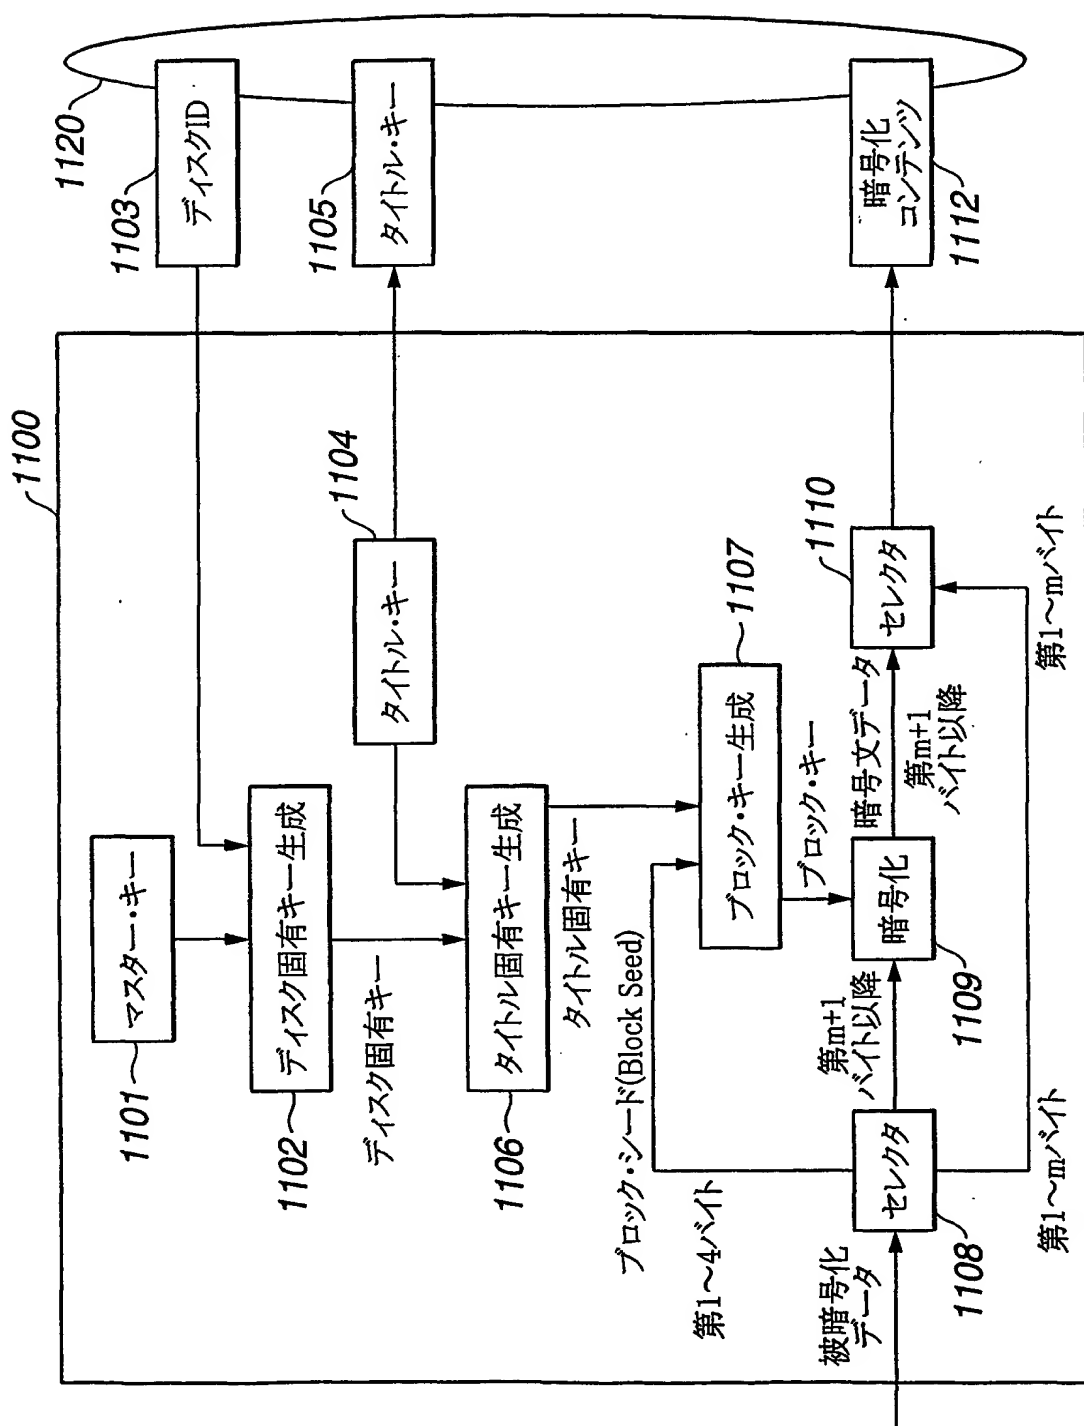 1100
1120
1103
ディスクID
1105
タイトル・キー
暗号化
コンテンツ
1112
1101
マスター・キー
1102
ディスク固有キー生成
ディスク固有キー
1104
タイトル・キー
1106
タイトル固有キー生成
タイトル固有キー
ブロック・シード(Block Seed)
第1～4バイト
1107
ブロック・キー生成
ブロック・キー
被暗号化
データ
セレクタ
1108
第m+1
バイト以降
暗号化
1109
暗号文データ
第m+1
バイト以降
セレクタ
1110
第1～mバイト
第1～mバイト